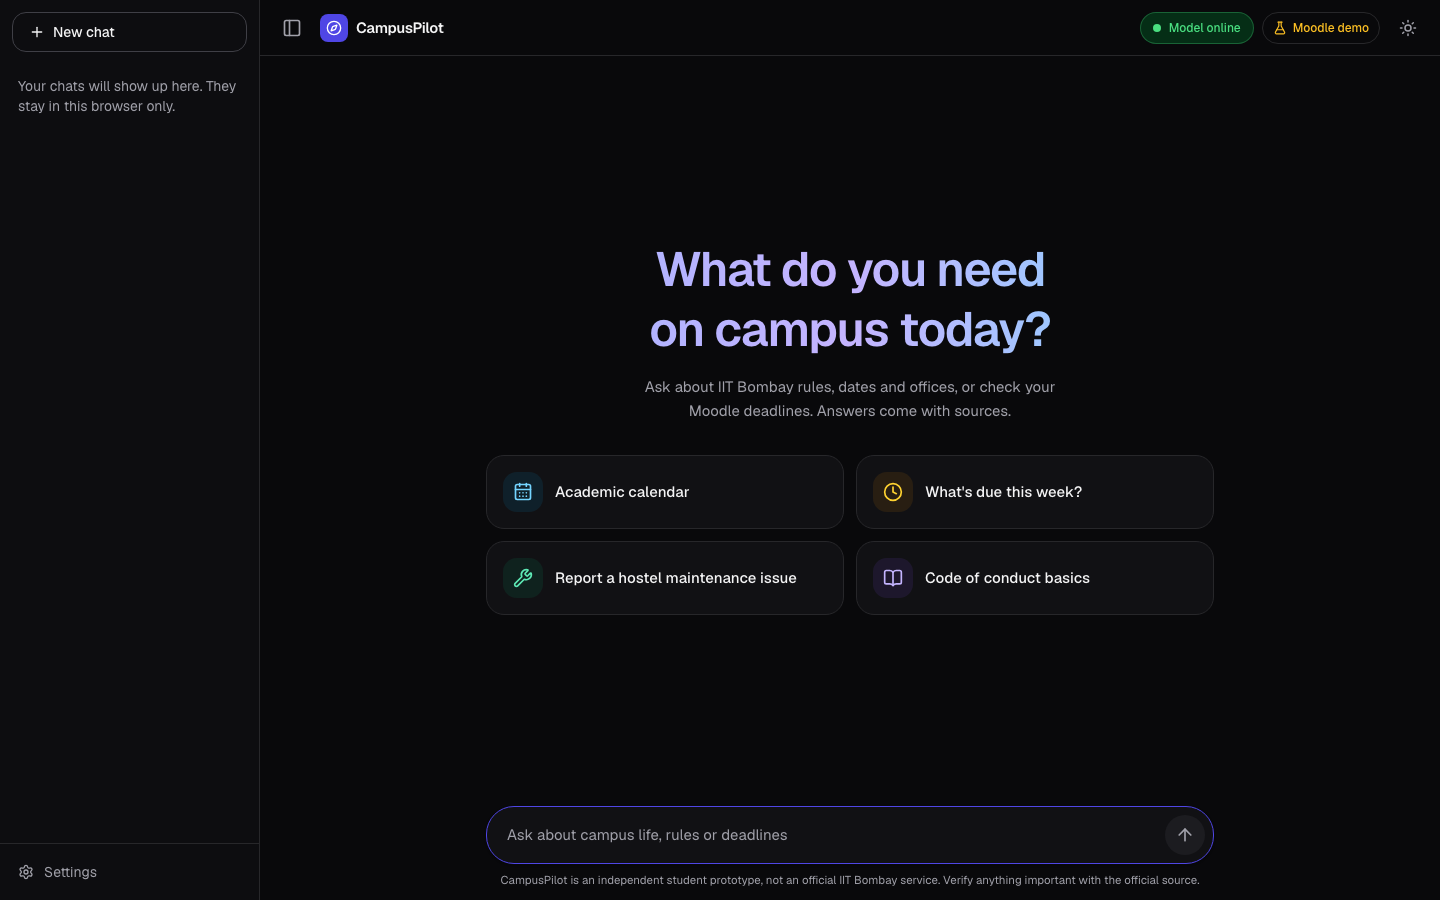 New chat
Your chats will show up here. They
stay in this browser only.
Settings
CampusPilot
Model online
Moodle demo
What do you need
on campus today?
Ask about IIT Bombay rules, dates and offices, or check your
Moodle deadlines. Answers come with sources.
Academic calendar
What's due this week?
Report a hostel maintenance issue
Code of conduct basics
Ask about campus life, rules or deadlines
CampusPilot is an independent student prototype, not an official IIT Bombay service. Verify anything important with the official source.